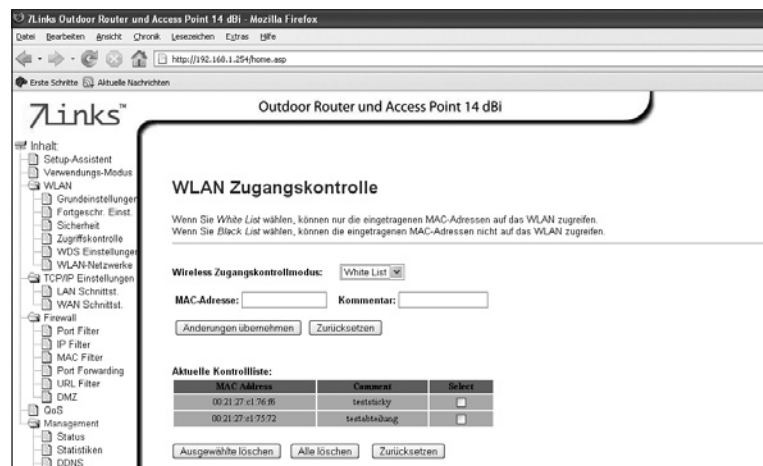 7Links Outdoor Router und Access Point 14 dBi - Mozilla Firefox
Datei Bearbeiten Ansicht Chronik Lesezeichen Extras Hilfe
http://192.168.1.254/home.asp
Erste Schritte Aktuelle Nachrichten
7Links™
Outdoor Router und Access Point 14 dBi
Inhalt:
Setup-Assistent
Verwendungs-Modus
WLAN
Grundeinstellungen
Fortgeschr. Einst.
Sicherheit
Zugriffskontrolle
WDS Einstellungen
WLAN-Netzwerke
TCP/IP Einstellungen
LAN Schnittst.
WAN Schnittst.
Firewall
Port Filter
IP Filter
MAC Filter
Port Forwarding
URL Filter
DMZ
QoS
Management
Status
Statistiken
DDNS
WLAN Zugangskontrolle
Wenn Sie White List wählen, können nur die eingetragenen MAC-Adressen auf das WLAN zugreifen.
Wenn Sie Black List wählen, können die eingetragenen MAC-Adressen nicht auf das WLAN zugreifen.
Wireless Zugangskontrollmodus: White List
MAC-Adresse: Kommentar:
Änderungen übernehmen Zurücksetzen
Aktuelle Kontrollliste:
MAC Address Comment Select
00:21:27:c1:76:f6 teststicky
00:21:27:e1:75:72 testabteilung
Ausgewählte löschen Alle löschen Zurücksetzen